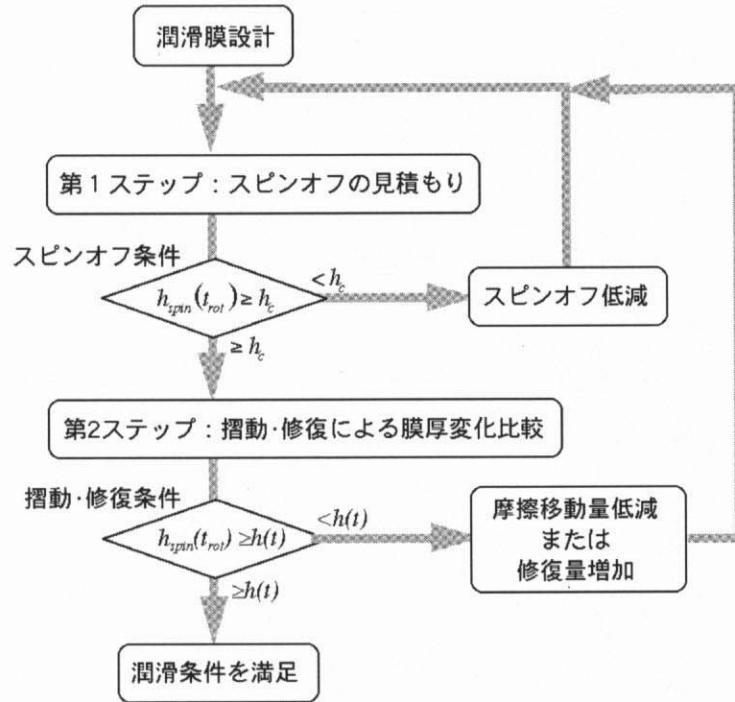 潤滑膜設計
第1ステップ:スピンオフの見積もり
スピンオフ条件
h_spin(t_rot) ≥ h_c
< h_c
スピンオフ低減
≥ h_c
第2ステップ:摺動·修復による膜厚変化比較
摺動·修復条件
h_spin(t_rot) ≥h(t)
<h(t)
摩擦移動量低減
または
修復量増加
≥h(t)
潤滑条件を満足